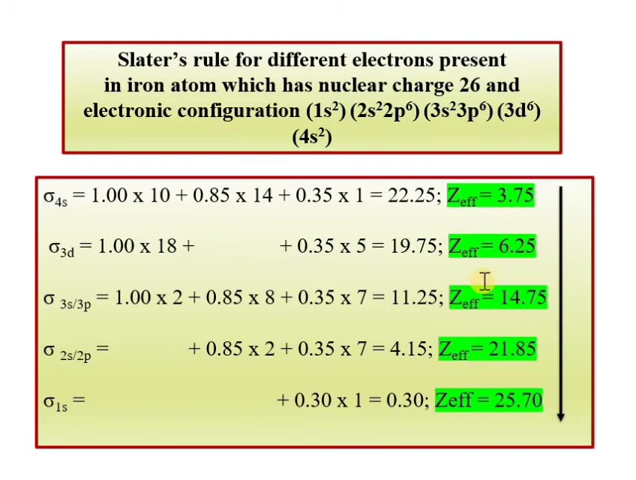 Slater's rule for different electrons present
in iron atom which has nuclear charge 26 and
electronic configuration (1s²) (2s²2p⁶) (3s²3p⁶) (3d⁶)
(4s²)
σ4s = 1.00 x 10 + 0.85 x 14 + 0.35 x 1 = 22.25; Zeff = 3.75
σ3d = 1.00 x 18 + + 0.35 x 5 = 19.75; Zeff = 6.25
σ 3s/3p = 1.00 x 2 + 0.85 x 8 + 0.35 x 7 = 11.25; Zeff = 14.75
σ 2s/2p = + 0.85 x 2 + 0.35 x 7 = 4.15; Zeff = 21.85
σ1s = + 0.30 x 1 = 0.30; Zeff = 25.70